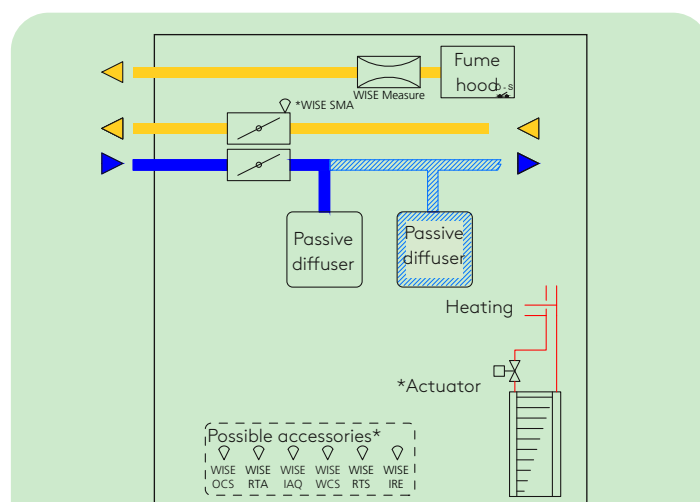 Fume
hood
WISE Measure
*WISE SMA
Passive
diffuser
Passive
diffuser
Heating
*Actuator
Possible accessories*
WISE WISE WISE WISE WISE WISE
OCS RTA IAQ WCS RTS IRE